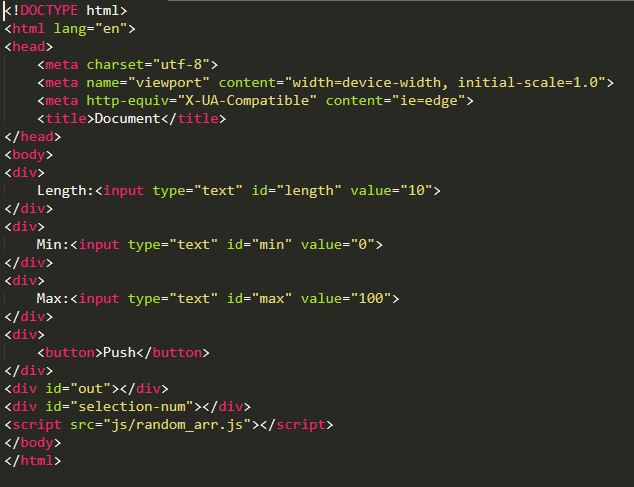 <!DOCTYPE html>
<html lang="en">
<head>
    <meta charset="utf-8">
    <meta name="viewport" content="width=device-width, initial-scale=1.0">
    <meta http-equiv="X-UA-Compatible" content="ie=edge">
    <title>Document</title>
</head>
<body>
<div>
    Length:<input type="text" id="length" value="10">
</div>
<div>
    Min:<input type="text" id="min" value="0">
</div>
<div>
    Max:<input type="text" id="max" value="100">
</div>
<div>
    <button>Push</button>
</div>
<div id="out"></div>
<div id="selection-num"></div>
<script src="js/random_arr.js"></script>
</body>
</html>